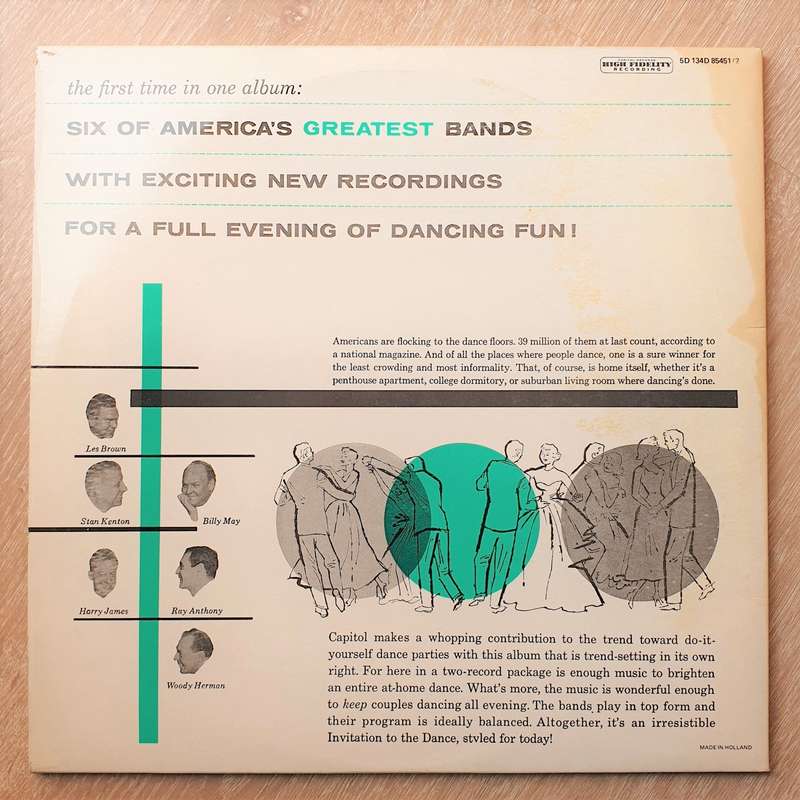 CAPITOL RECORDS
HIGH FIDELITY
RECORDING
5D 134D 85451/2
the first time in one album:
SIX OF AMERICA'S GREATEST BANDS
WITH EXCITING NEW RECORDINGS
FOR A FULL EVENING OF DANCING FUN!
Americans are flocking to the dance floors. 39 million of them at last count, according to
a national magazine. And of all the places where people dance, one is a sure winner for
the least crowding and most informality. That, of course, is home itself, whether it's a
penthouse apartment, college dormitory, or suburban living room where dancing's done.
Les Brown
Stan Kenton
Billy May
Harry James
Ray Anthony
Woody Herman
Capitol makes a whopping contribution to the trend toward do-it-
yourself dance parties with this album that is trend-setting in its own
right. For here in a two-record package is enough music to brighten
an entire at-home dance. What's more, the music is wonderful enough
to keep couples dancing all evening. The bands play in top form and
their program is ideally balanced. Altogether, it's an irresistible
Invitation to the Dance, styled for today!
MADE IN HOLLAND